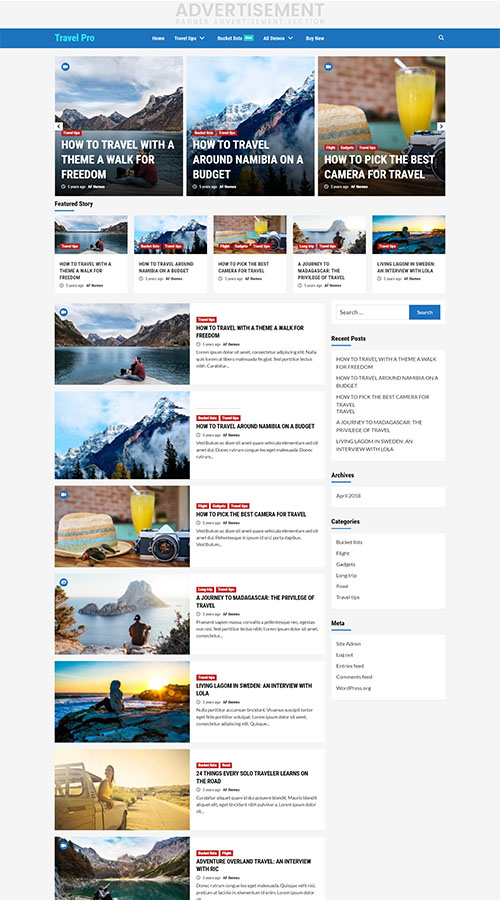 ADVERTISEMENT
BANNER ADVERTISEMENT SECTION
Travel Pro
Home
Travel tips
Bucket lists New
All Demos
Buy Now
Travel tips
HOW TO TRAVEL WITH A
THEME A WALK FOR
FREEDOM
5 years ago AF themes
Bucket lists Travel tips
HOW TO TRAVEL
AROUND NAMIBIA ON A
BUDGET
5 years ago AF themes
Flight Gadgets Travel tips
HOW TO PICK THE BEST
CAMERA FOR TRAVEL
5 years ago AF themes
Featured Story
Travel tips
HOW TO TRAVEL WITH A
THEME A WALK FOR
FREEDOM
5 years ago AF themes
Bucket lists Travel tips
HOW TO TRAVEL AROUND
NAMIBIA ON A BUDGET
5 years ago AF themes
Flight Gadgets Travel tips
HOW TO PICK THE BEST
CAMERA FOR TRAVEL
5 years ago AF themes
Long trip Travel tips
A JOURNEY TO
MADAGASCAR: THE
PRIVILEGE OF TRAVEL
5 years ago AF themes
Travel tips
LIVING LAGOM IN SWEDEN:
AN INTERVIEW WITH LOLA
5 years ago AF themes
Travel tips
HOW TO TRAVEL WITH A THEME A WALK FOR
FREEDOM
5 years ago AF themes
Lorem ipsum dolor sit amet, consectetur adipiscing elit. Nulla
quis lorem ut libero malesuada feugiat. Sed porttitor lectus
nibh. Curabitur...
Bucket lists Travel tips
HOW TO TRAVEL AROUND NAMIBIA ON A BUDGET
5 years ago AF themes
Vestibulum ac diam sit amet quam vehicula elementum sed sit
amet dui. Donec rutrum congue leo eget malesuada. Donec
rutrum...
Flight Gadgets Travel tips
HOW TO PICK THE BEST CAMERA FOR TRAVEL
5 years ago AF themes
Vestibulum ac diam sit amet quam vehicula elementum sed sit
amet dui. Pellentesque in ipsum id orci porta dapibus.
Vestibulum...
Long trip Travel tips
A JOURNEY TO MADAGASCAR: THE PRIVILEGE OF
TRAVEL
5 years ago AF themes
Praesent sapien massa, convallis a pellentesque nec, egestas
non nisi. Sed porttitor lectus nibh. Lorem ipsum dolor sit amet,
consectetur...
Travel tips
LIVING LAGOM IN SWEDEN: AN INTERVIEW WITH
LOLA
5 years ago AF themes
Nulla porttitor accumsan tincidunt. Vivamus suscipit tortor
eget felis porttitor volutpat. Lorem ipsum dolor sit amet,
consectetur...
Bucket lists Road
24 THINGS EVERY SOLO TRAVELER LEARNS ON
THE ROAD
5 years ago AF themes
Curabitur aliquet quam id dui posuere blandit. Mauris blandit
aliquet elit, eget tincidunt nibh pulvinar a. Lorem ipsum dolor
sit...
Bucket lists Flight
ADVENTURE OVERLAND TRAVEL: AN INTERVIEW
WITH RIC
5 years ago AF themes
Donec rutrum congue leo eget malesuada. Quisque velit nisi,
pretium ut lacinia in, elementum id enim. Lorem ipsum dolor
Search ...
Search
Recent Posts
HOW TO TRAVEL WITH A THEME A WALK
FOR FREEDOM
HOW TO TRAVEL AROUND NAMIBIA ON A
BUDGET
HOW TO PICK THE BEST CAMERA FOR
TRAVEL
TRAVEL
A JOURNEY TO MADAGASCAR: THE
PRIVILEGE OF TRAVEL
LIVING LAGOM IN SWEDEN: AN
INTERVIEW WITH LOLA
Archives
April 2018
Categories
Bucket lists
Flight
Gadgets
Long trip
Road
Travel tips
Meta
Site Admin
Log out
Entries feed
Comments feed
WordPress.org